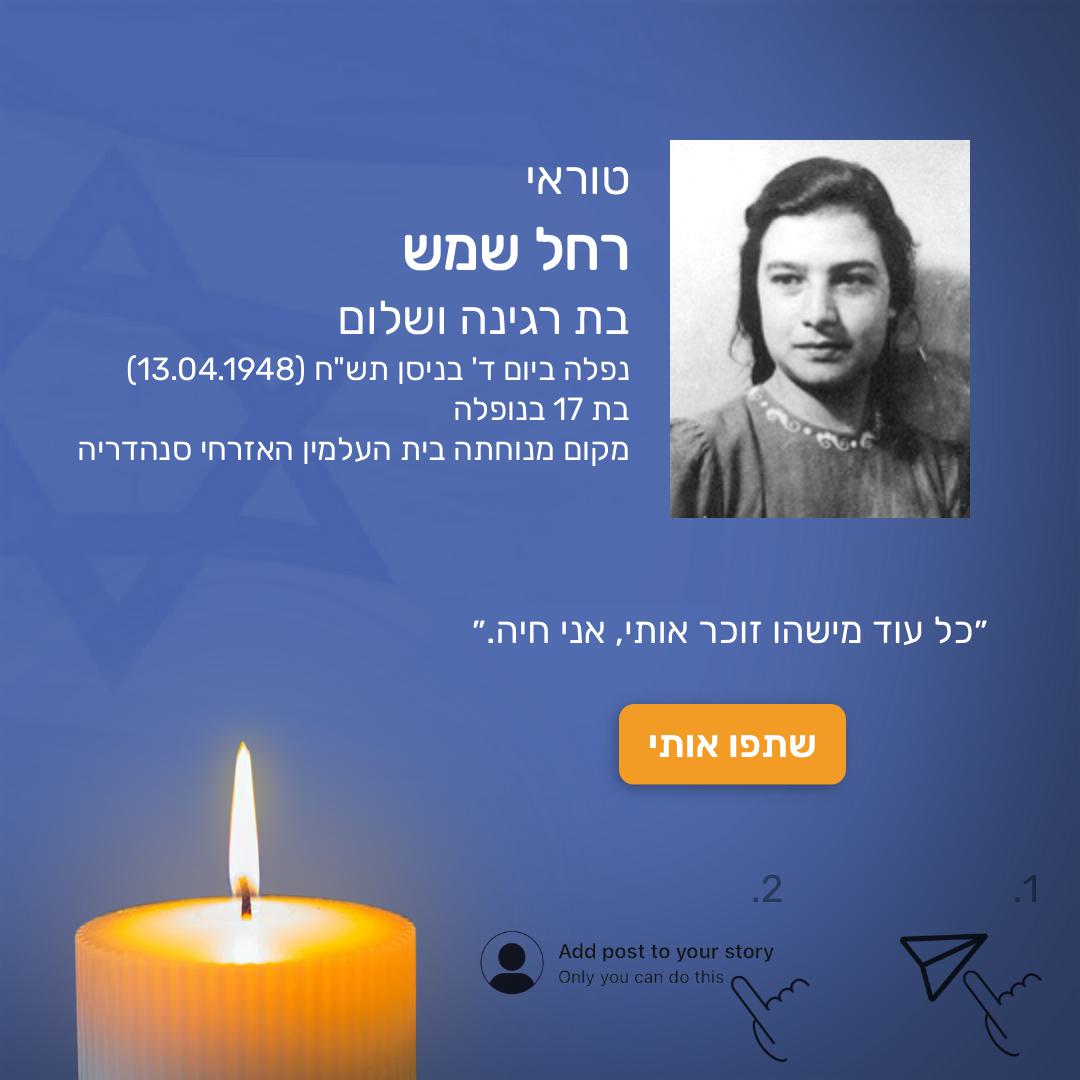 טוראי
רחל שמש
בת רגינה ושלום
נפלה ביום ד' בניסן תש"ח (13.04.1948)
בת 17 בנופלה
מקום מנוחתה בית העלמין האזרחי סנהדריה
״כל עוד מישהו זוכר אותי, אני חיה.״
שתפו אותי
.1
.2
Add post to your story
Only you can do this